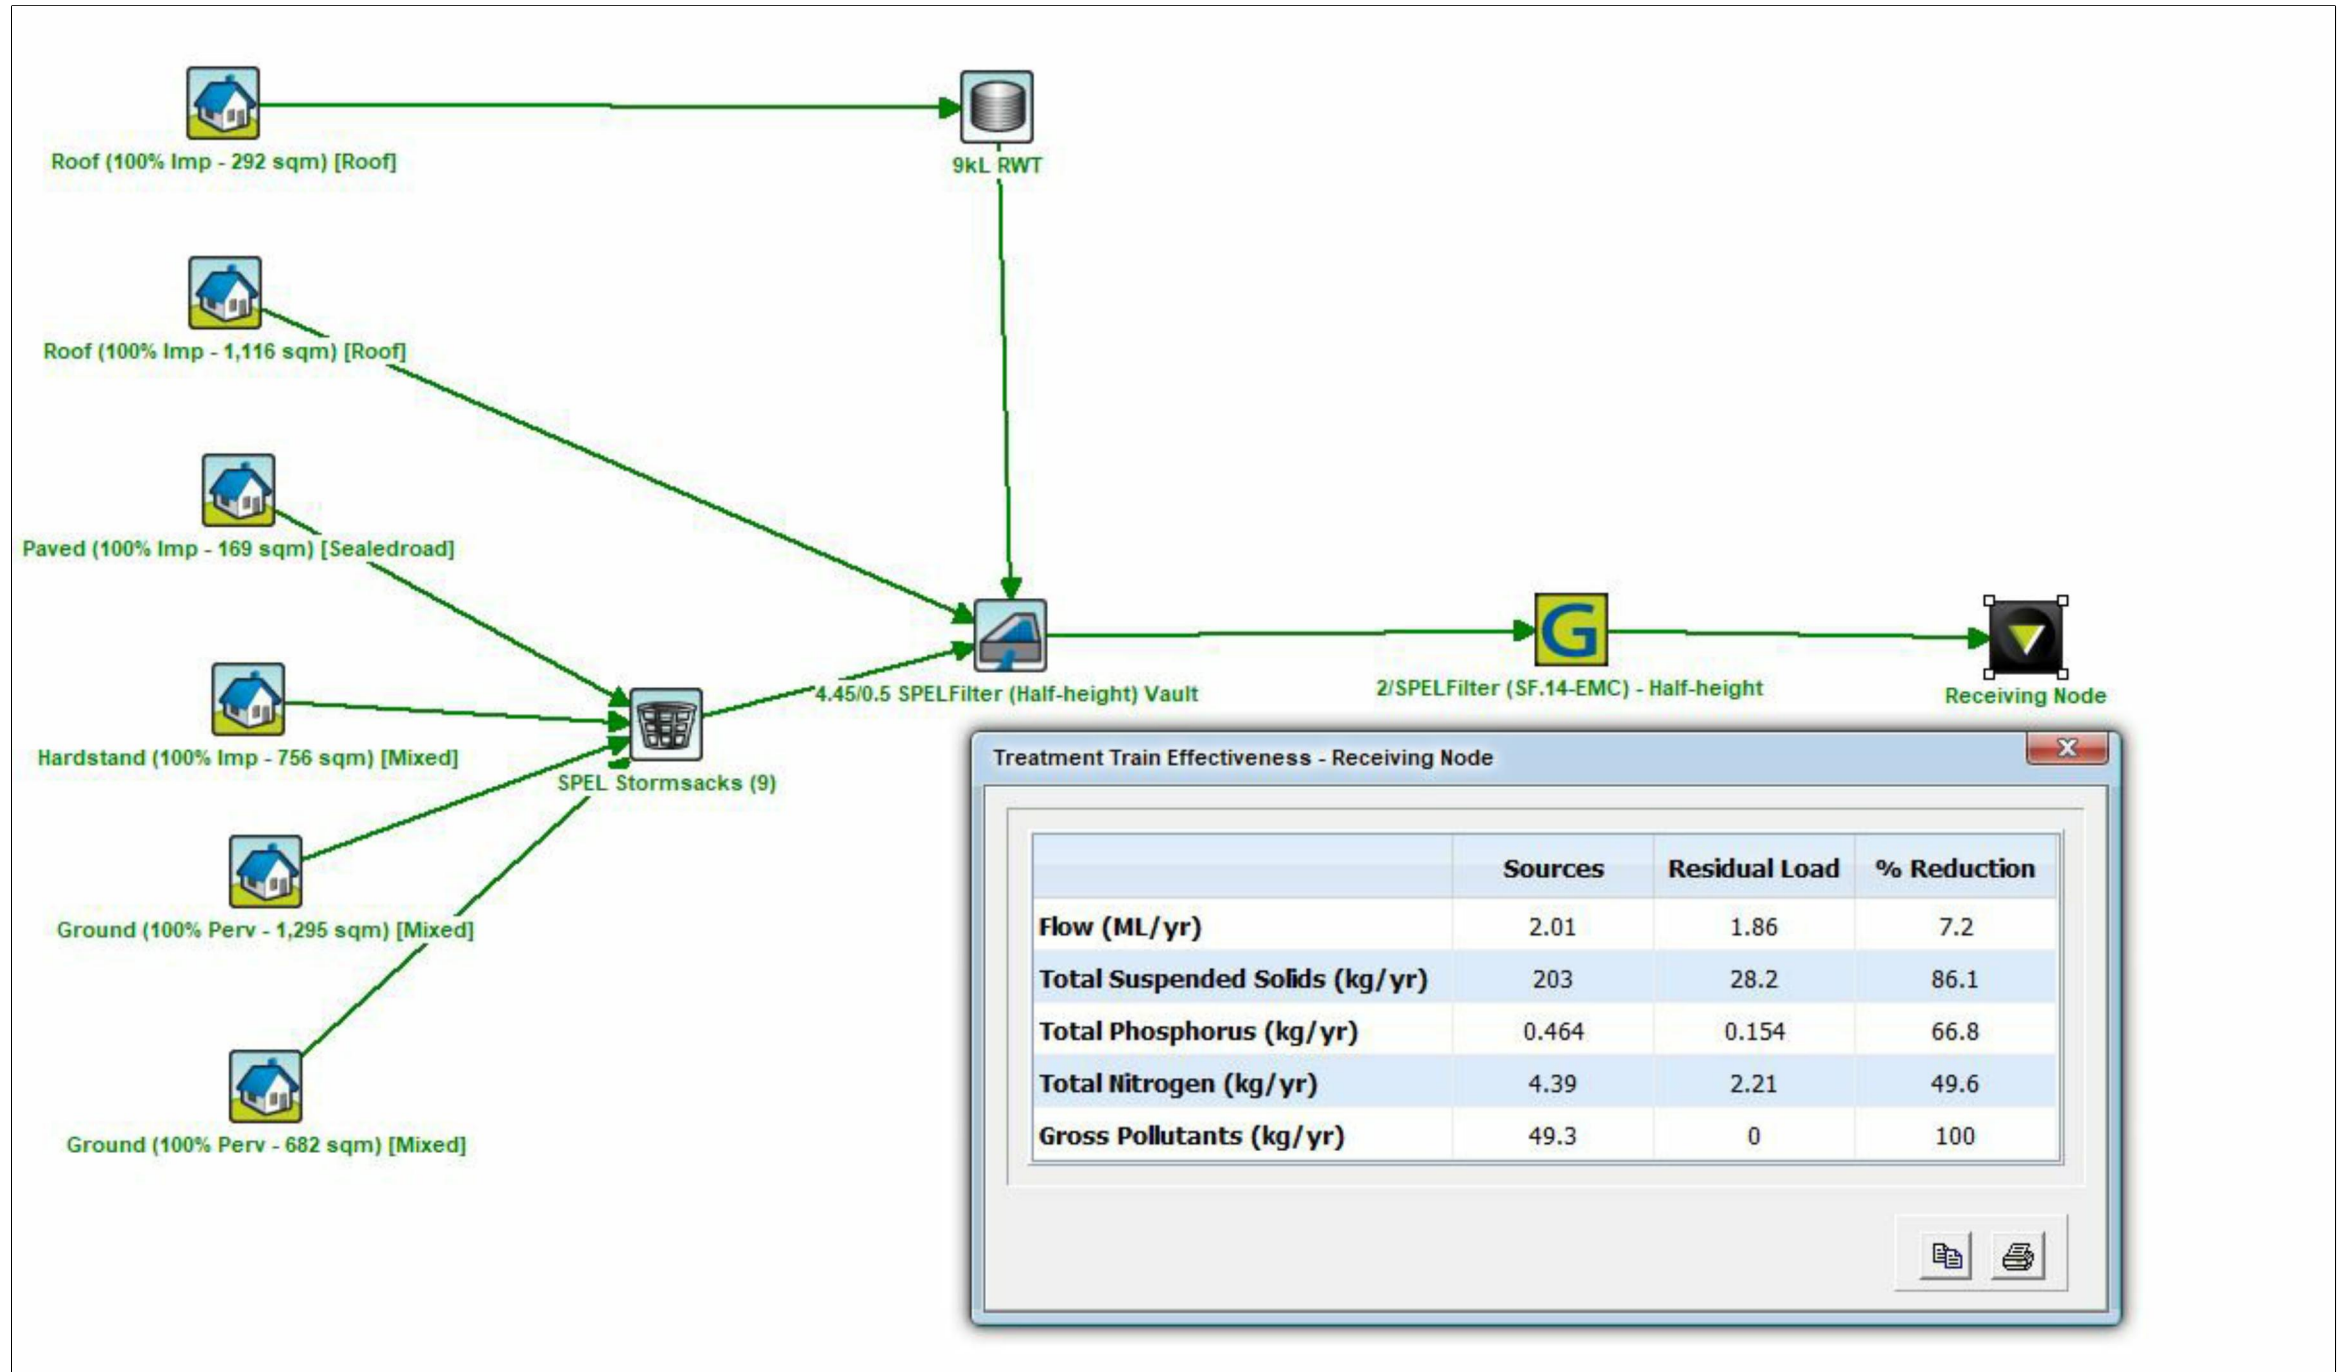 Roof (100% Imp - 292 sqm) [Roof]
9kL RWT
Roof (100% Imp - 1,116 sqm) [Roof]
Paved (100% Imp - 169 sqm) [Sealedroad]
Hardstand (100% Imp - 756 sqm) [Mixed]
SPEL Stormsacks (9)
4.45/0.5 SPELFilter (Half-height) Vault
G
2/SPELFilter (SF.14-EMC) - Half-height
Receiving Node
Ground (100% Perv - 1,295 sqm) [Mixed]
Ground (100% Perv - 682 sqm) [Mixed]
Treatment Train Effectiveness - Receiving Node
Sources Residual Load % Reduction
Flow (ML/yr) 2.01 1.86 7.2
Total Suspended Solids (kg/yr) 203 28.2 86.1
Total Phosphorus (kg/yr) 0.464 0.154 66.8
Total Nitrogen (kg/yr) 4.39 2.21 49.6
Gross Pollutants (kg/yr) 49.3 0 100